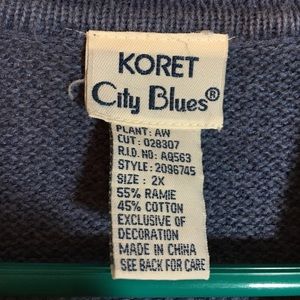 KORET
City Blues®
PLANT: AW
CUT: 028307
R.I.D. NO: AQ563
STYLE: 2096745
SIZE: 2X
55% RAMIE
45% COTTON
EXCLUSIVE OF
DECORATION
MADE IN CHINA
SEE BACK FOR CARE